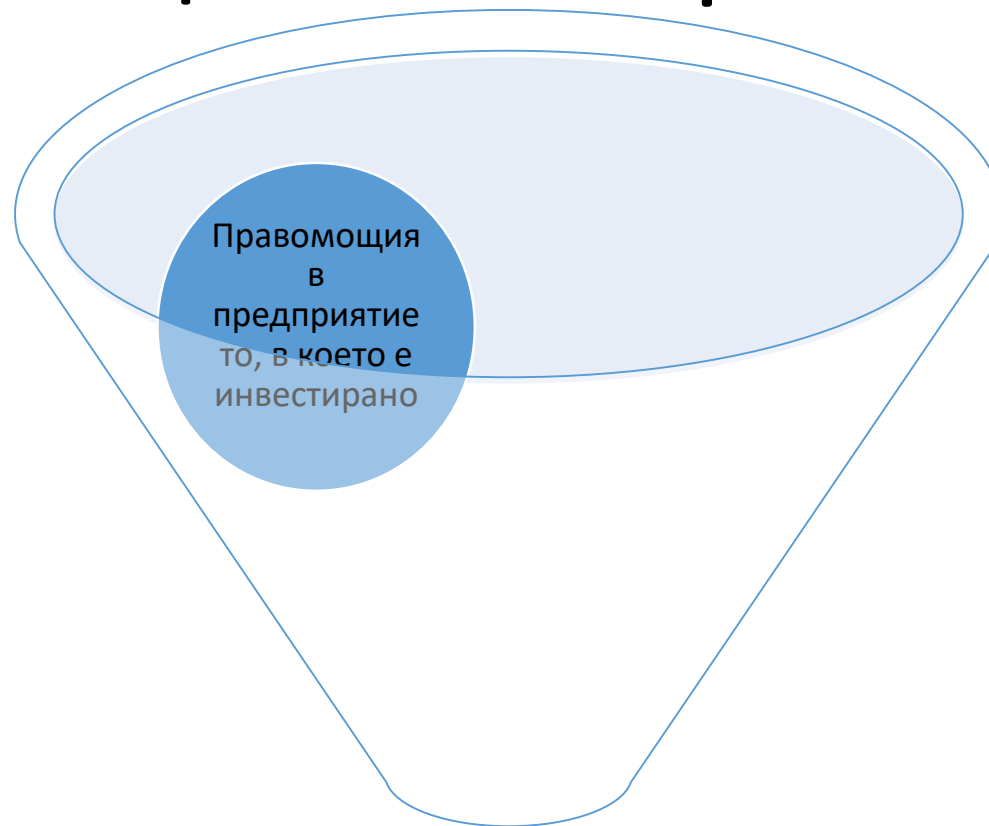 Правомощия
в
предприятие
то, в което е
инвестирано